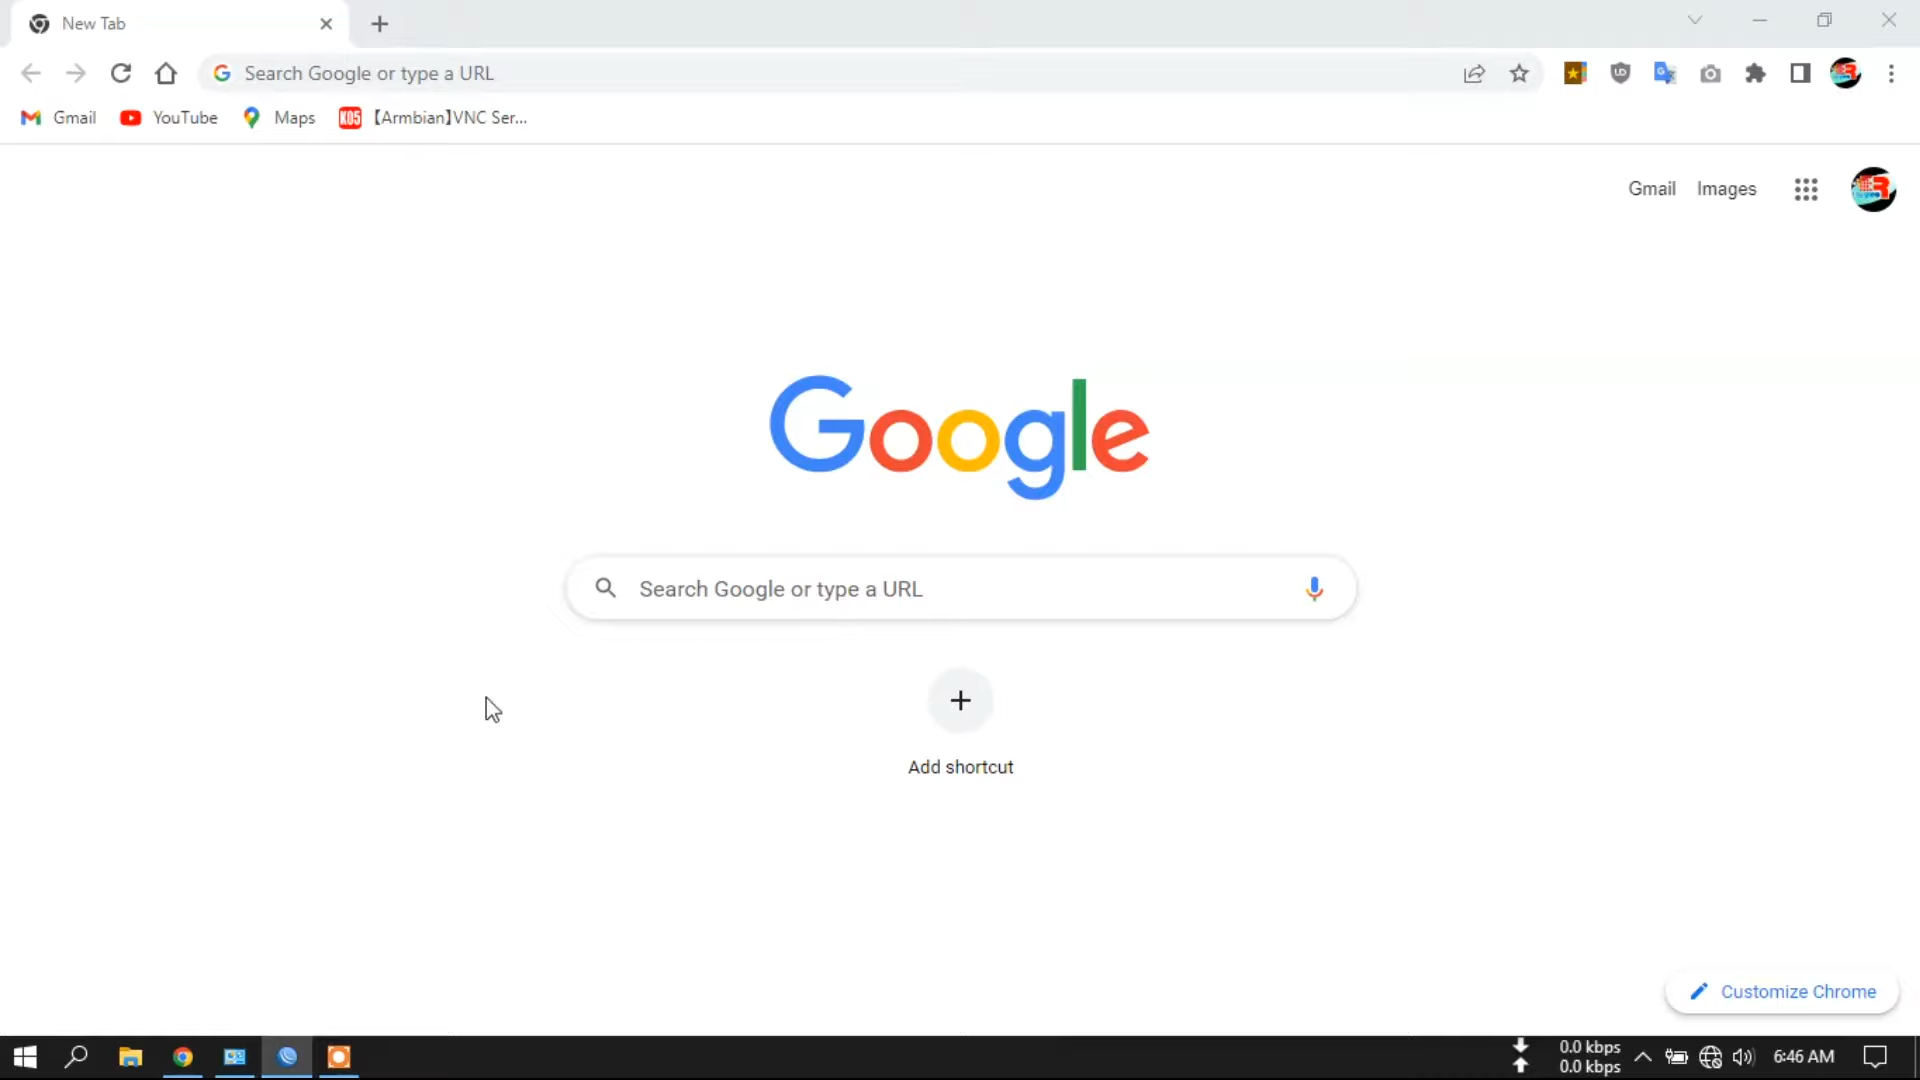 New Tab
Search Google or type a URL
Gmail YouTube Maps 【Armbian】VNC Ser...
Gmail Images
Google
Search Google or type a URL
Add shortcut
Customize Chrome
0.0 kbps
0.0 kbps
6:46 AM